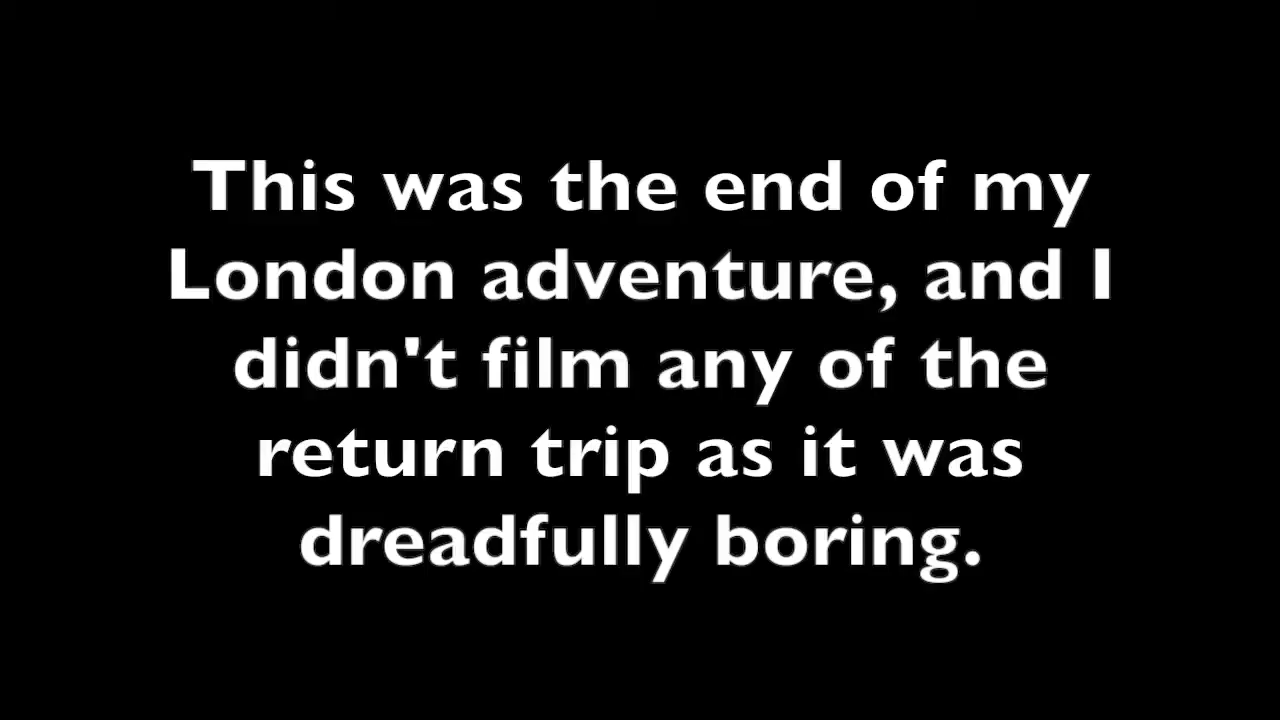 This was the end of my
London adventure, and I
didn't film any of the
return trip as it was
dreadfully boring.